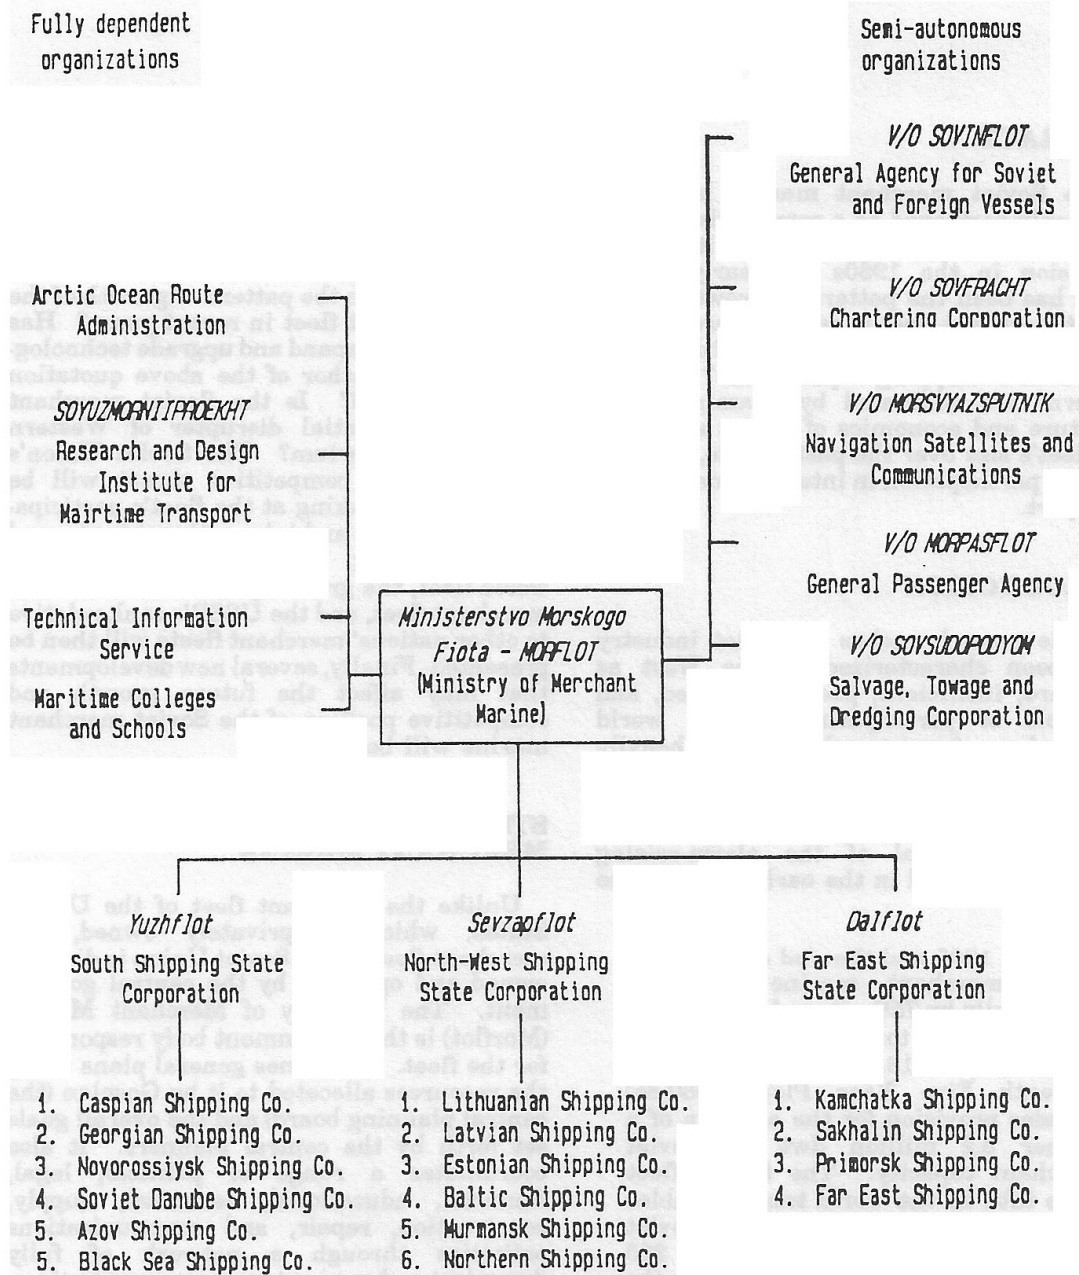 Fully dependent
organizations
Semi-autonomous
organizations
Arctic Ocean Route
Administration
SOYUZMORNIIPROEKHT
Research and Design
Institute for
Mairtime Transport
Technical Information
Service
Maritime Colleges
and Schools
V/O SOVINFLOT
General Agency for Soviet
and Foreign Vessels
V/O SOVFRACHT
Chartering Corporation
V/O MORSVYAZSPUTNIK
Navigation Satellites and
Communications
V/O MORPASFLOT
General Passenger Agency
V/O SOVSUDOPODYOM
Salvage, Towage and
Dredging Corporation
Ministerstvo Morskogo
Fiota - MORFLOT
(Ministry of Merchant
Marine)
Yuzhflot
South Shipping State
Corporation
1. Caspian Shipping Co.
2. Georgian Shipping Co.
3. Novorossiysk Shipping Co.
4. Soviet Danube Shipping Co.
5. Azov Shipping Co.
5. Black Sea Shipping Co.
Sevzapflot
North-West Shipping
State Corporation
1. Lithuanian Shipping Co.
2. Latvian Shipping Co.
3. Estonian Shipping Co.
4. Baltic Shipping Co.
5. Murmansk Shipping Co.
6. Northern Shipping Co.
Dalflot
Far East Shipping
State Corporation
1. Kamchatka Shipping Co.
2. Sakhalin Shipping Co.
3. Primorsk Shipping Co.
4. Far East Shipping Co.